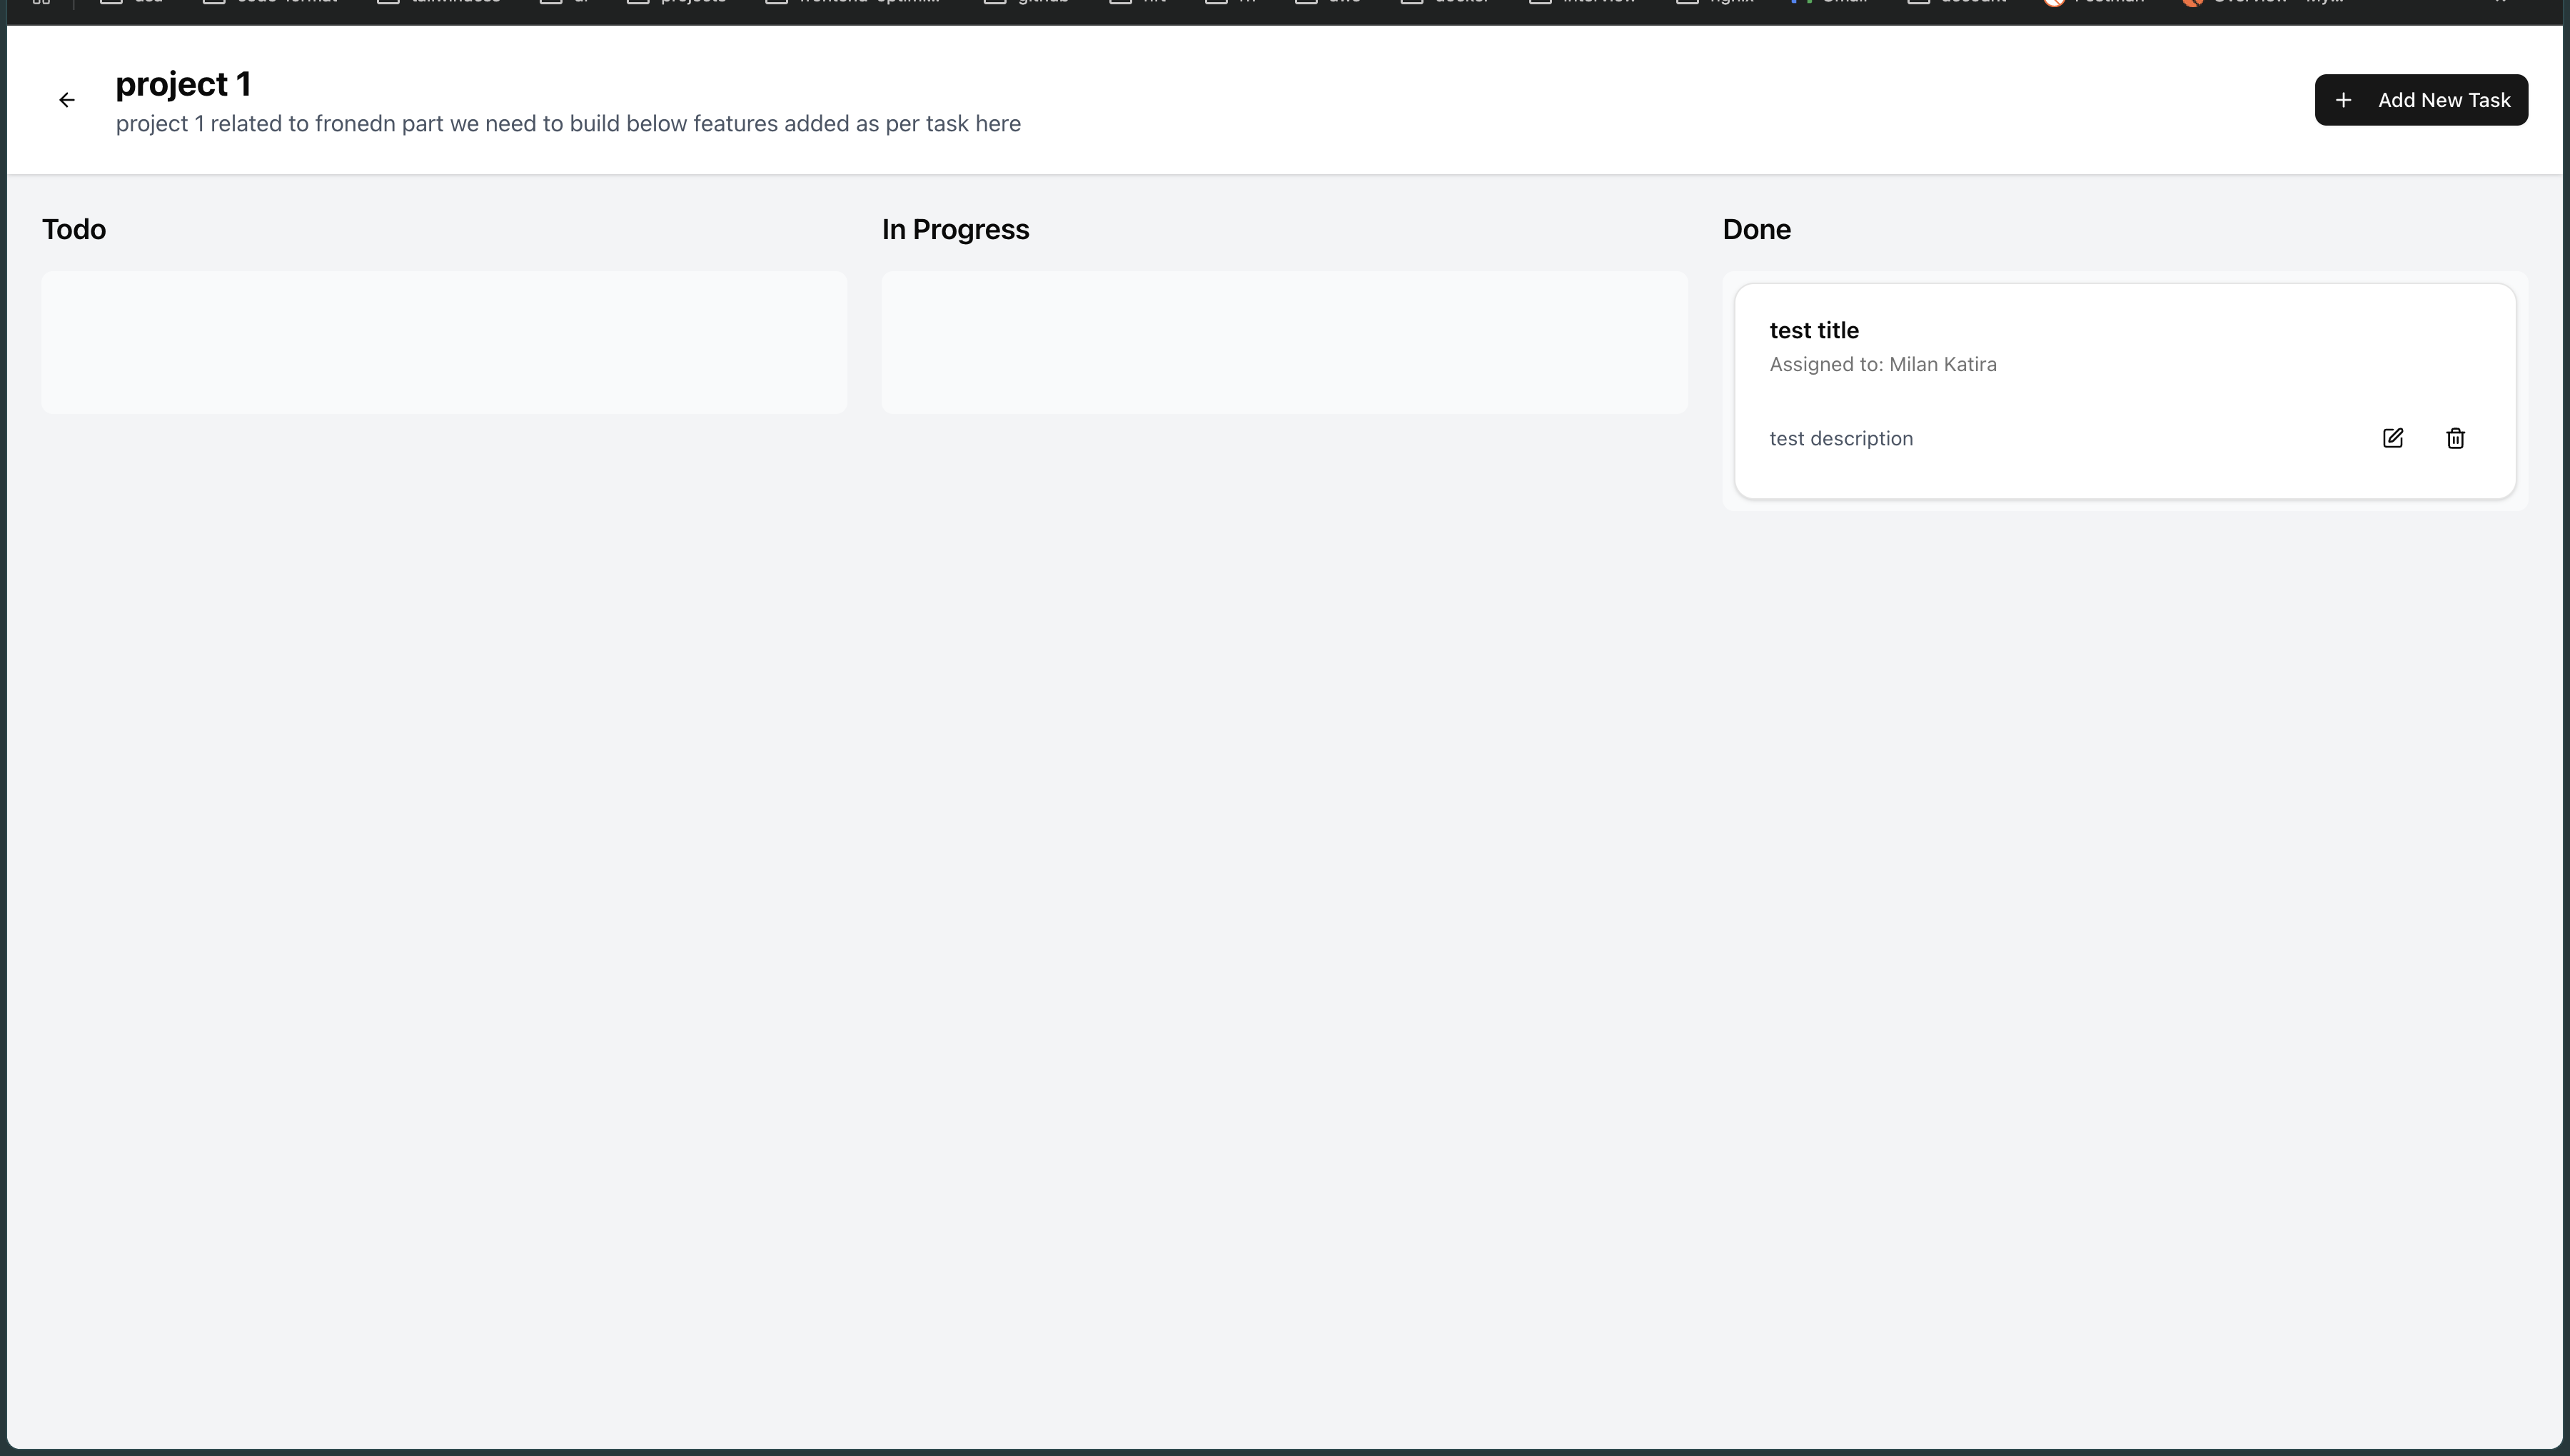 project 1
project 1 related to fronedn part we need to build below features added as per task here
Add New Task
Todo
In Progress
Done
test title
Assigned to: Milan Katira
test description